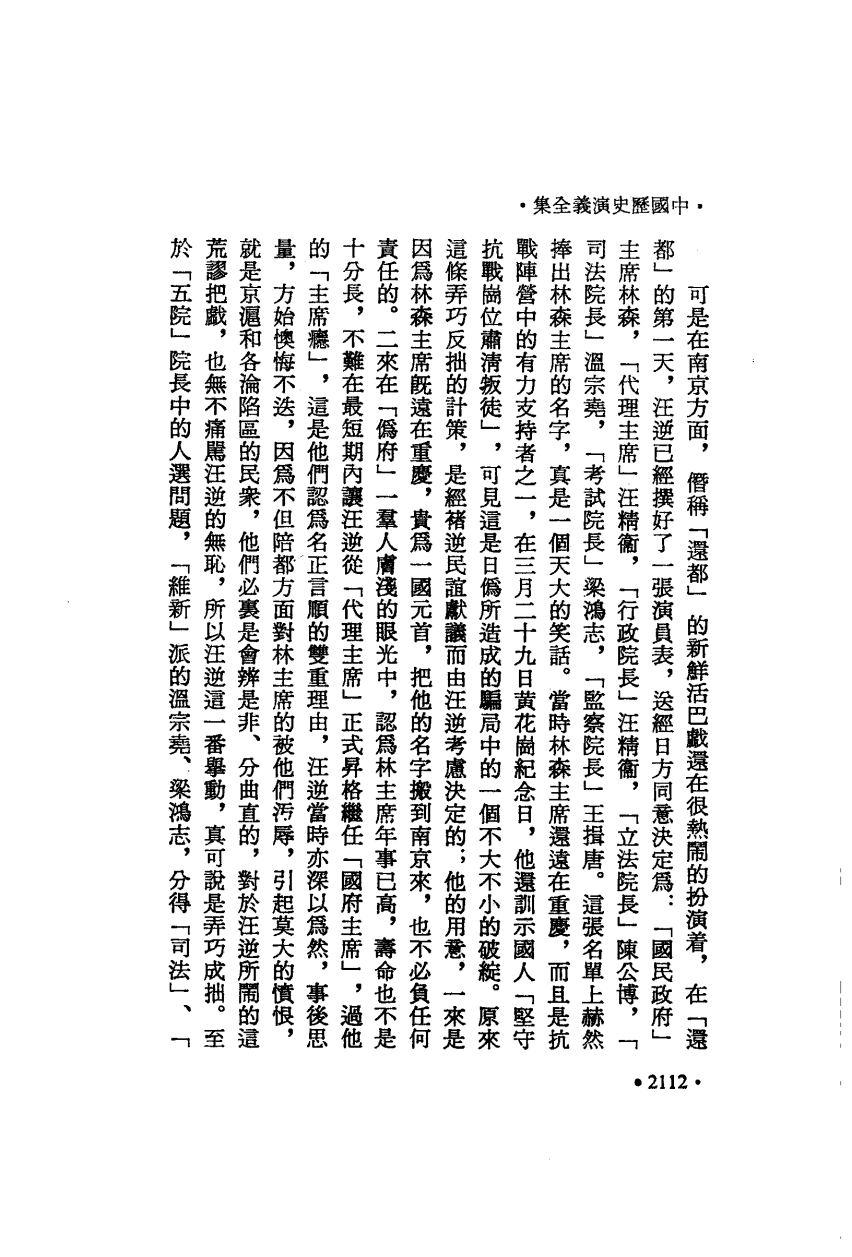 •中國歷史演義全集•
可是在南京方面，僭稱「還都」的新鮮活巴戲還在很熱鬧的扮演着，在「還
都」的第一天，汪逆已經撰好了一張演員表，送經日方同意決定爲：「國民政府」
主席林森，「代理主席」汪精衞，「行政院長」汪精衞，「立法院長」陳公博，「
司法院長」溫宗堯，「考試院長」梁鴻志，「監察院長」王揖唐。這張名單上赫然
捧出林森主席的名字，真是一個天大的笑話。當時林森主席還遠在重慶，而且是抗
戰陣營中的有力支持者之一，在三月二十九日黃花崗紀念日，他還訓示國人「堅守
抗戰崗位肅清叛徒」，可見這是日僞所造成的騙局中的一個不大不小的破綻。原來
這條弄巧反拙的計策，是經褚逆民誼獻議而由汪逆考慮決定的；他的用意，一來是
因爲林森主席既遠在重慶，貴爲一國元首，把他的名字搬到南京來，也不必負任何
責任的。二來在「僞府」一羣人膚淺的眼光中，認爲林主席年事已高，壽命也不是
十分長，不難在最短期內讓汪逆從「代理主席」正式昇格繼任「國府主席」，過他
的「主席癮」，這是他們認爲名正言順的雙重理由，汪逆當時亦深以爲然，事後思
量，方始懊悔不迭，因爲不但陪都方面對林主席的被他們汚辱，引起莫大的憤恨，
就是京滬和各淪陷區的民衆，他們必裏是會辨是非、分曲直的，對於汪逆所鬧的這
荒謬把戲，也無不痛駡汪逆的無恥，所以汪逆這一番舉動，真可說是弄巧成拙。至
於「五院」院長中的人選問題，「維新」派的溫宗堯、梁鴻志，分得「司法」、「
•2112•